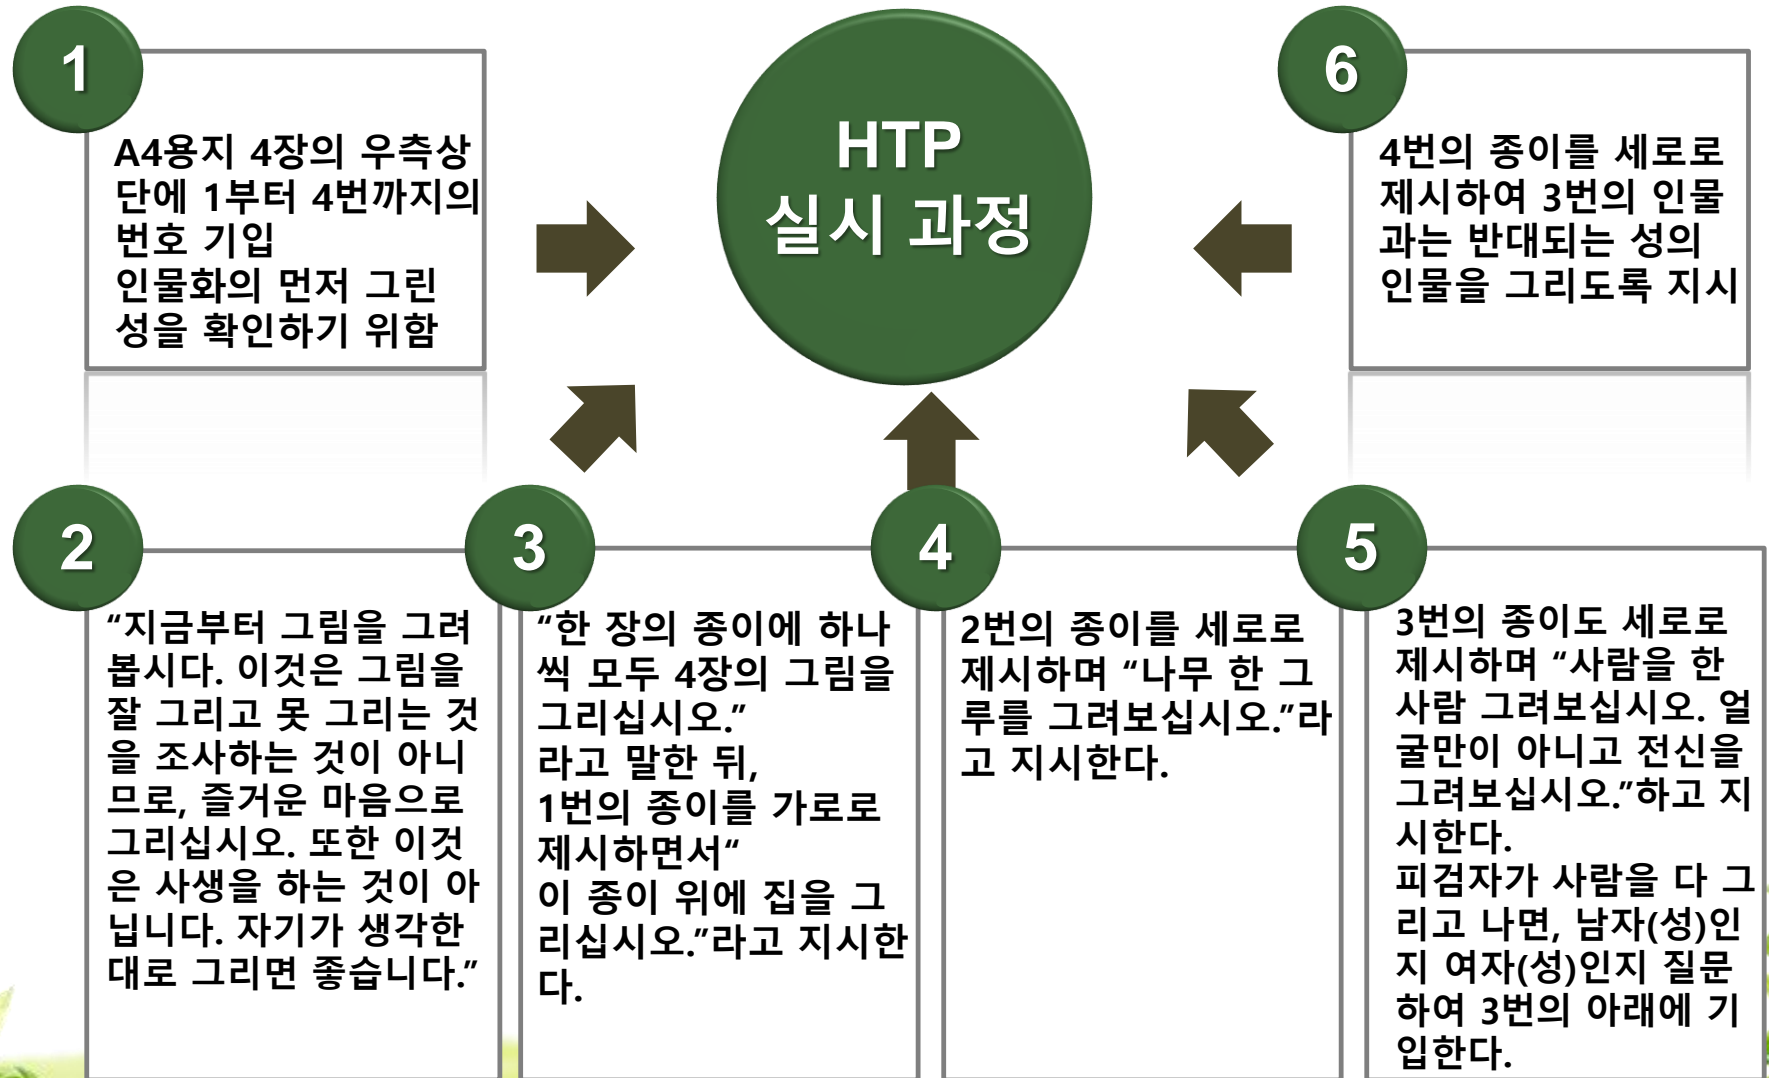 HTP
실시 과정
1
A4용지 4장의 우측상
단에 1부터 4번까지의
번호 기입
인물화의 먼저 그린
성을 확인하기 위함
2
“지금부터 그림을 그려
봅시다. 이것은 그림을
잘 그리고 못 그리는 것
을 조사하는 것이 아니
므로, 즐거운 마음으로
그리십시오. 또한 이것
은 사생을 하는 것이 아
닙니다. 자기가 생각한
대로 그리면 좋습니다.”
3
“한 장의 종이에 하나
씩 모두 4장의 그림을
그리십시오.”
라고 말한 뒤,
1번의 종이를 가로로
제시하면서“
이 종이 위에 집을 그
리십시오.”라고 지시한
다.
4
2번의 종이를 세로로
제시하며 “나무 한 그
루를 그려보십시오.”라
고 지시한다.
5
3번의 종이도 세로로
제시하며 “사람을 한
사람 그려보십시오. 얼
굴만이 아니고 전신을
그려보십시오.”하고 지
시한다.
피검자가 사람을 다 그
리고 나면, 남자(성)인
지 여자(성)인지 질문
하여 3번의 아래에 기
입한다.
6
4번의 종이를 세로로
제시하여 3번의 인물
과는 반대되는 성의
인물을 그리도록 지시